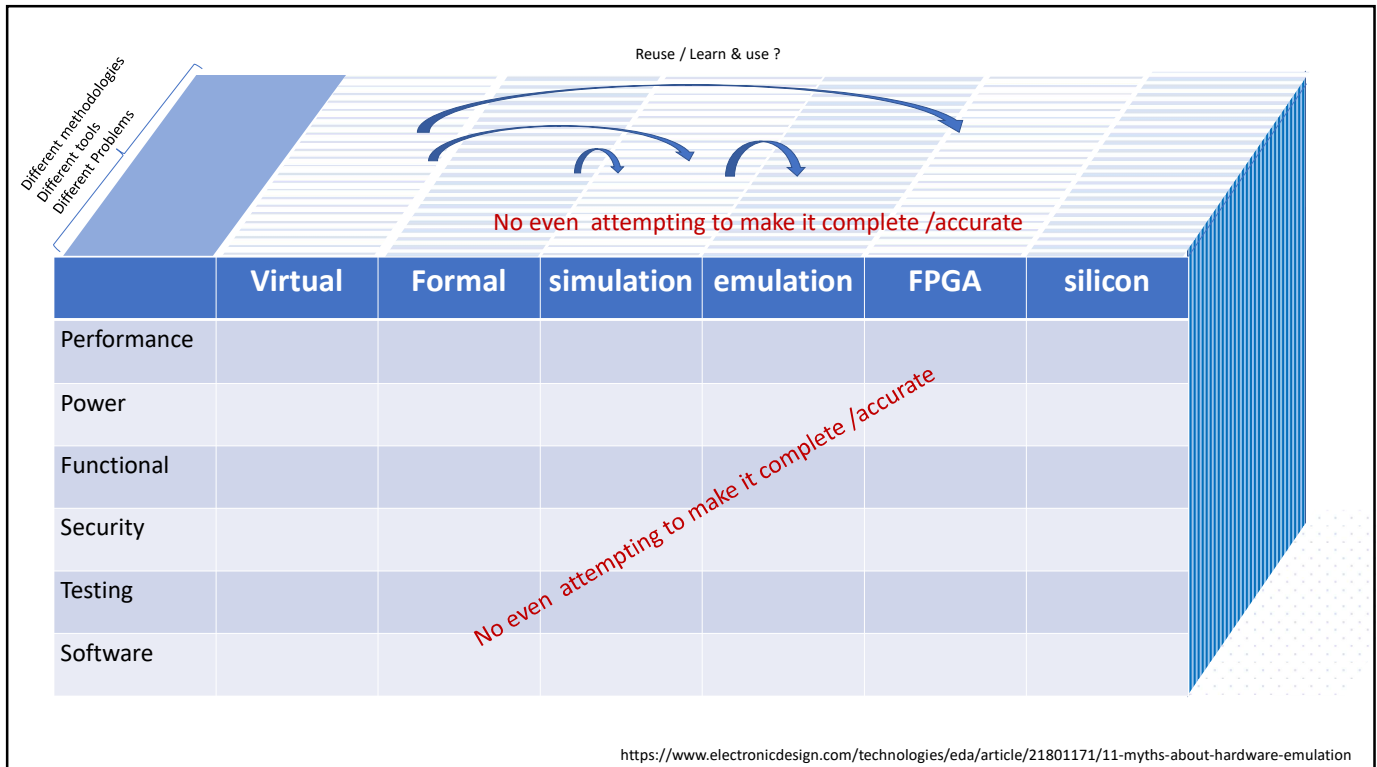 Reuse / Learn & use ?
Different methodologies
Different tools
Different Problems
No even  attempting to make it complete /accurate
Virtual Formal simulation emulation FPGA silicon
Performance
Power
Functional
Security
Testing
Software
No even  attempting to make it complete /accurate
https://www.electronicdesign.com/technologies/eda/article/21801171/11-myths-about-hardware-emulation